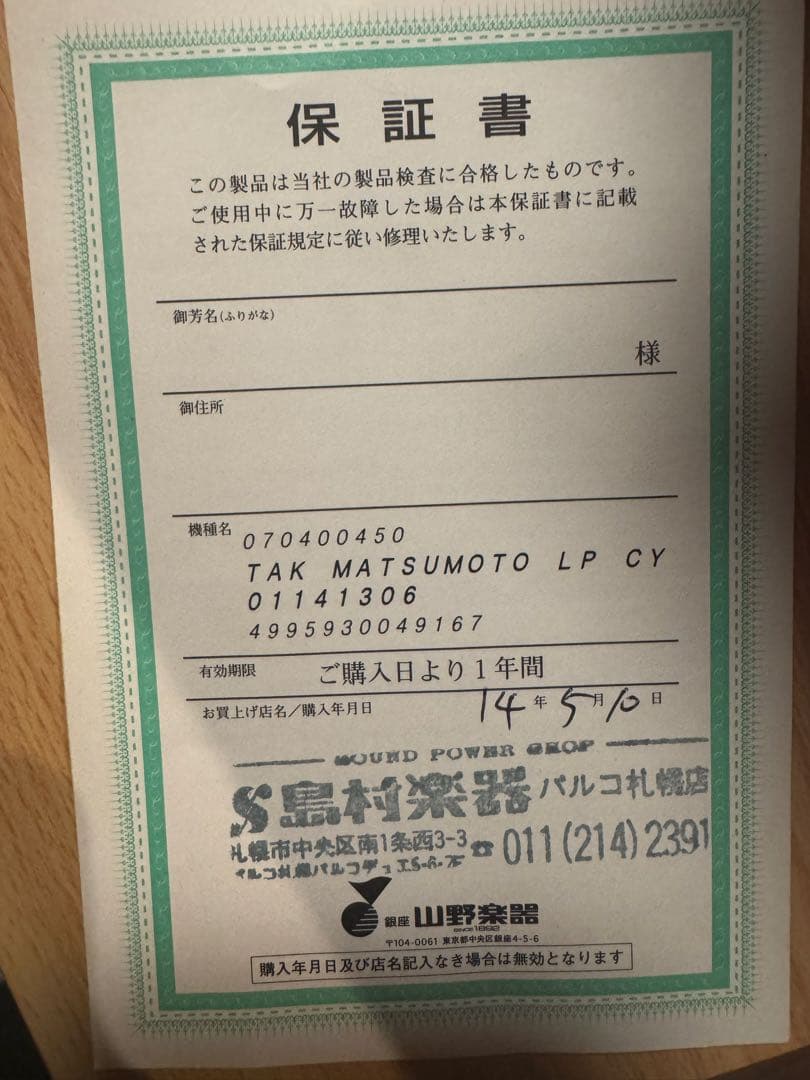 保証書
この製品は当社の製品検査に合格したものです。
ご使用中に万一故障した場合は本保証書に記載
された保証規定に従い修理いたします。
御芳名(ふりがな)
様
御住所
機種名
070400450
TAK MATSUMOTO LP CY
01141306
4995930049167
有効期限 ご購入日より1年間
お買上げ店名/購入年月日 14年5月10日
SOUND POWER
島村楽器 パルコ札幌店
札幌市中央区南1条西3-3 ☎ 011(214)2391
銀座 山野楽器
SINCE 1892
〒104-0061 東京都中央区銀座4-5-6
購入年月日及び店名記入なき場合は無効となります